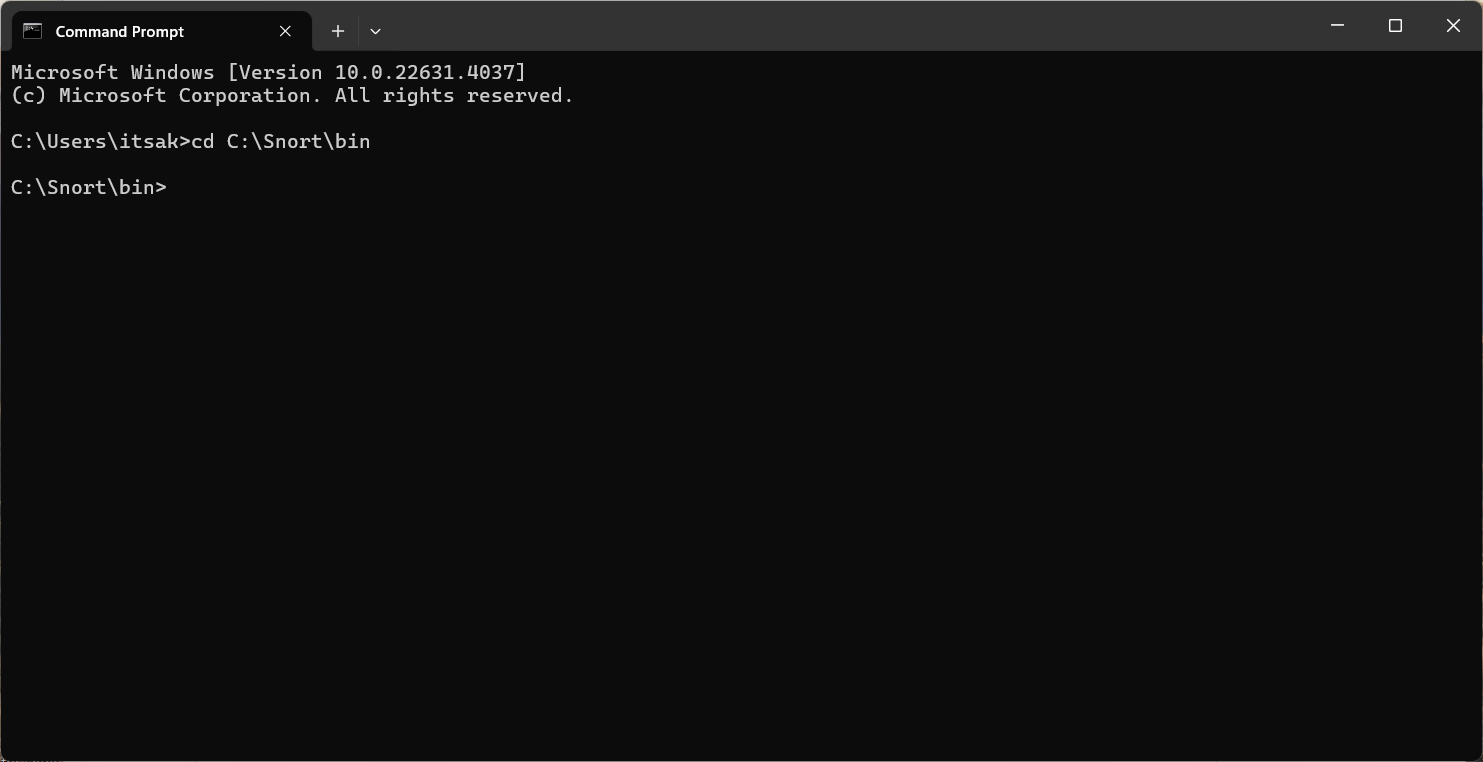 Command Prompt
Microsoft Windows [Version 10.0.22631.4037]
(c) Microsoft Corporation. All rights reserved.
C:\Users\itsak>cd C:\Snort\bin
C:\Snort\bin>